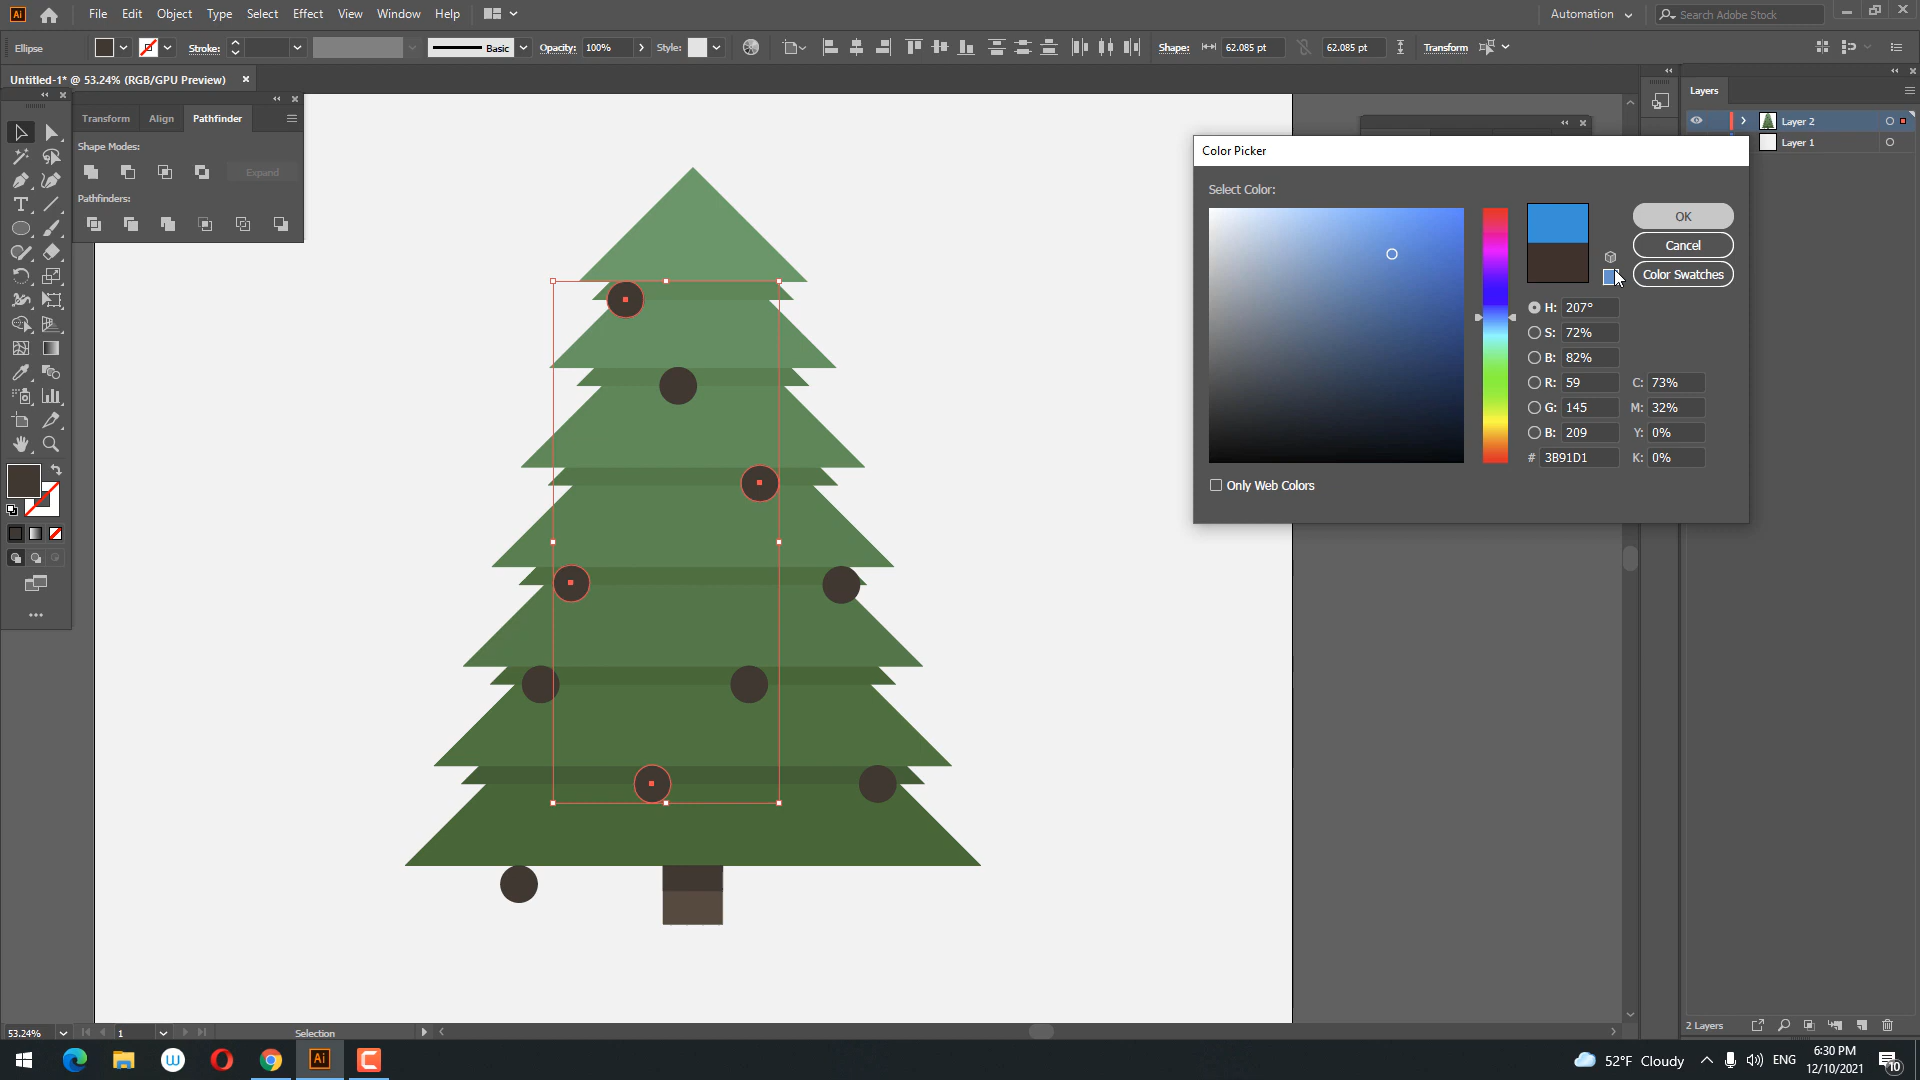 Ai File Edit Object Type Select Effect View Window Help Automation Search Adobe Stock
Ellipse Stroke: Basic Opacity: 100% Style: Shape: 62.085 pt 62.085 pt Transform
Untitled-1* @ 53.24% (RGB/GPU Preview) ×
Layers
Transform Align Pathfinder
Shape Modes:
Expand
Pathfinders:
Layer 2
Layer 1
Color Picker
Select Color:
OK
Cancel
Color Swatches
H: 207°
S: 72%
B: 82%
R: 59 C: 73%
G: 145 M: 32%
B: 209 Y: 0%
# 3B91D1 K: 0%
Only Web Colors
53.24% 1 Selection
2 Layers
Ai 52°F Cloudy ENG 6:30 PM
12/10/2021 10